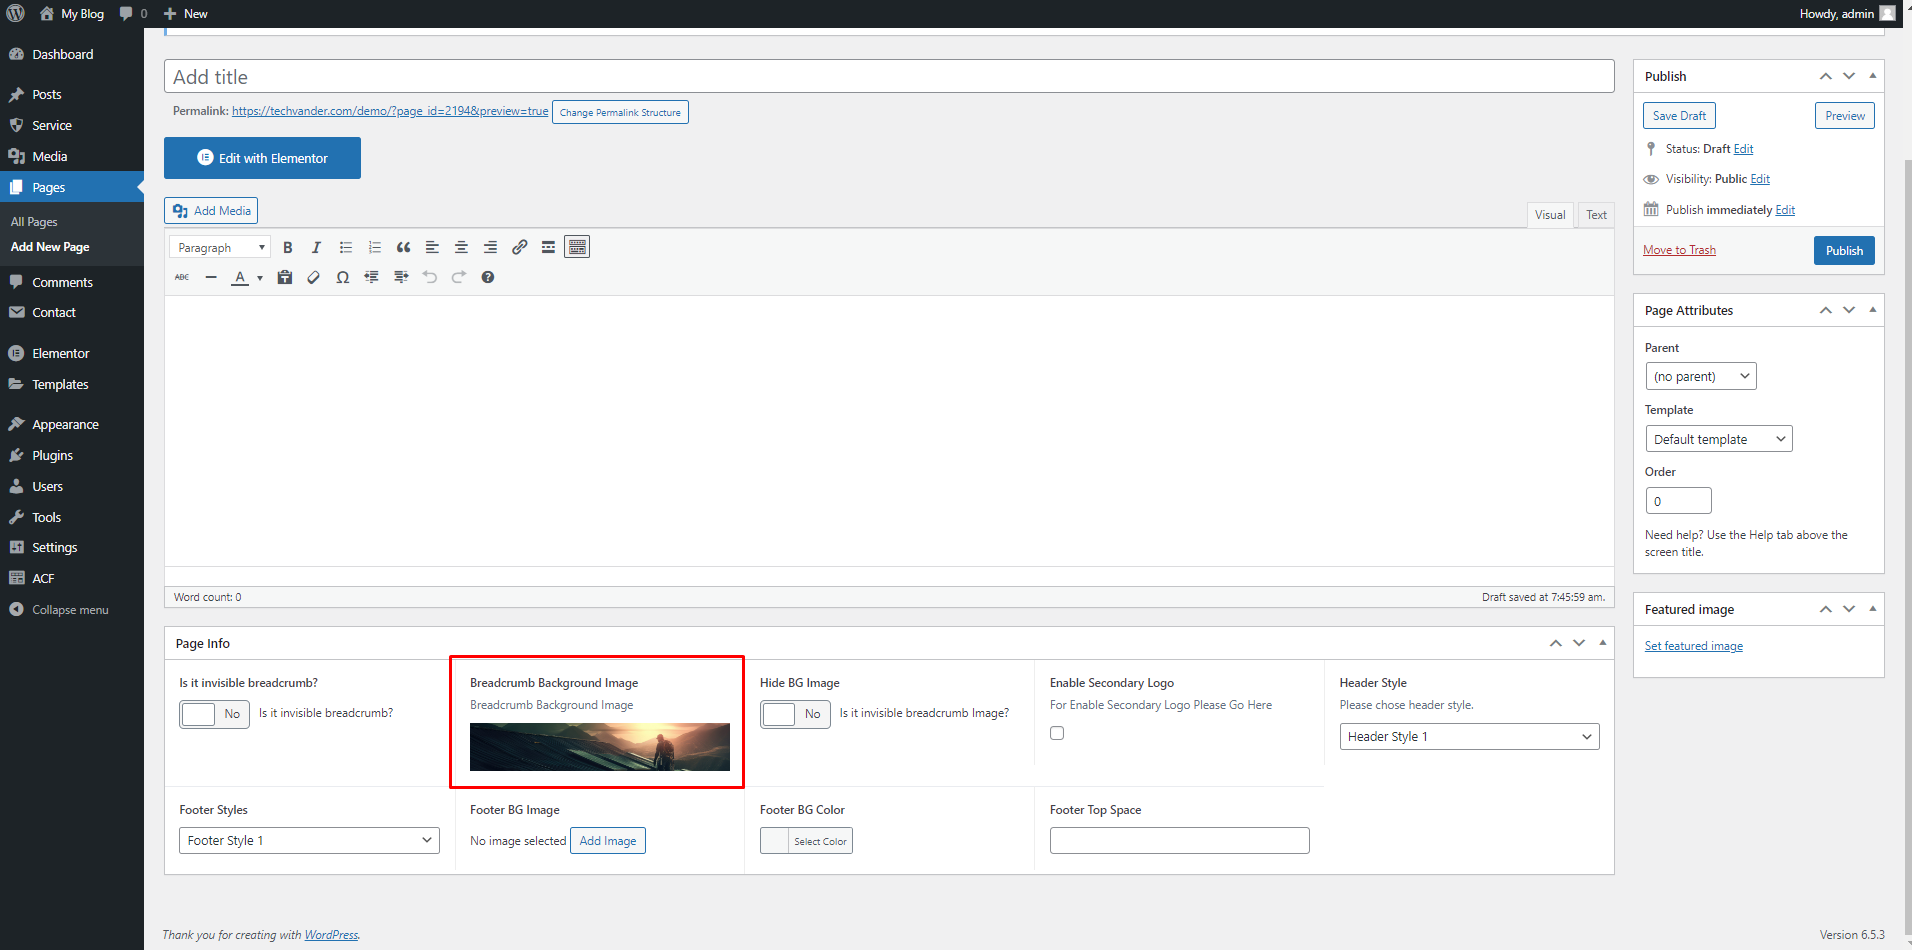 My Blog
0
New
Howdy, admin
Dashboard
Posts
Service
Media
Pages
All Pages
Add New Page
Comments
Contact
Elementor
Templates
Appearance
Plugins
Users
Tools
Settings
ACF
Collapse menu
Add title
Permalink: https://techvander.com/demo/?page_id=2194&preview=true Change Permalink Structure
Edit with Elementor
Add Media
Visual
Text
Paragraph
B I
ABC
A
Ω
Word count: 0
Draft saved at 7:45:59 am.
Page Info
Is it invisible breadcrumb?
No
Is it invisible breadcrumb?
Breadcrumb Background Image
Breadcrumb Background Image
Hide BG Image
No
Is it invisible breadcrumb Image?
Enable Secondary Logo
For Enable Secondary Logo Please Go Here
Header Style
Please chose header style.
Header Style 1
Footer Styles
Footer Style 1
Footer BG Image
No image selected Add Image
Footer BG Color
Select Color
Footer Top Space
Publish
Save Draft
Preview
Status: Draft Edit
Visibility: Public Edit
Publish immediately Edit
Move to Trash
Publish
Page Attributes
Parent
(no parent)
Template
Default template
Order
0
Need help? Use the Help tab above the
screen title.
Featured image
Set featured image
Thank you for creating with WordPress.
Version 6.5.3